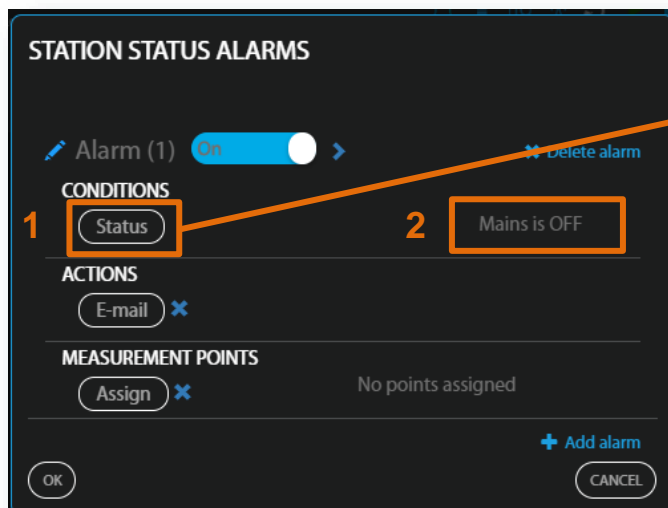 STATION STATUS ALARMS
Alarm (1) On Delete alarm
CONDITIONS
1 Status 2 Mains is OFF
ACTIONS
E-mail
MEASUREMENT POINTS
Assign No points assigned
Add alarm
OK CANCEL